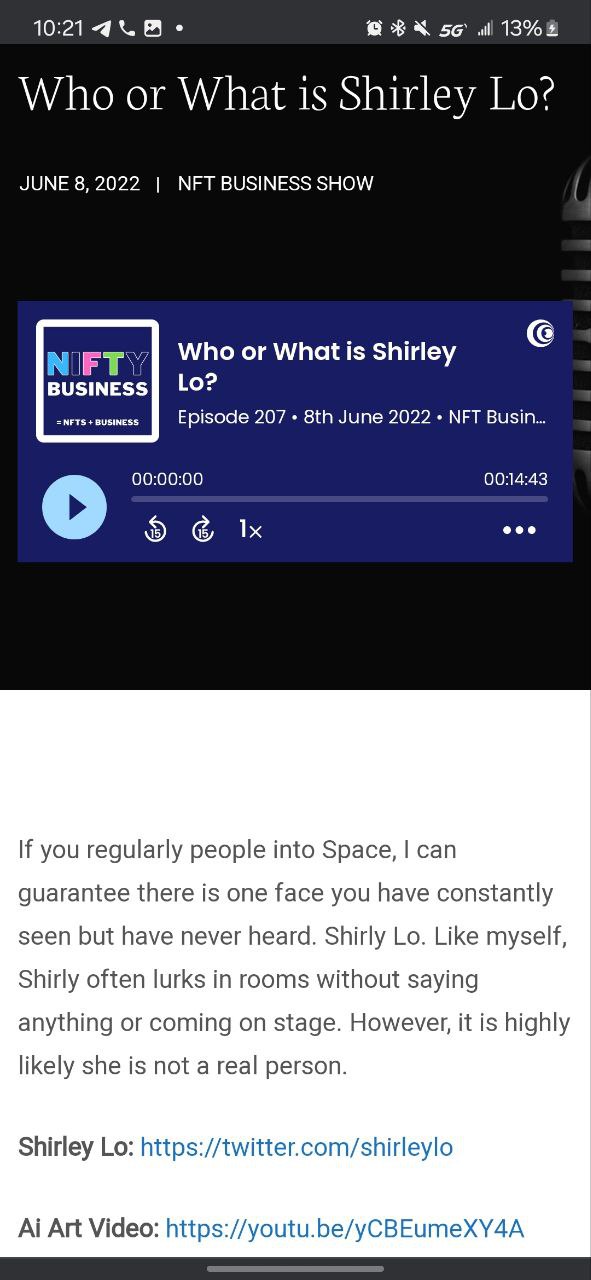 10:21 5G 13%
Who or What is Shirley Lo?
JUNE 8, 2022 | NFT BUSINESS SHOW
NIFTY
BUSINESS
= NFTS + BUSINESS
Who or What is Shirley
Lo?
Episode 207 • 8th June 2022 • NFT Busin...
00:00:00 00:14:43
15 15 1x
If you regularly people into Space, I can
guarantee there is one face you have constantly
seen but have never heard. Shirly Lo. Like myself,
Shirly often lurks in rooms without saying
anything or coming on stage. However, it is highly
likely she is not a real person.
Shirley Lo: https://twitter.com/shirleylo
Ai Art Video: https://youtu.be/yCBEumeXY4A